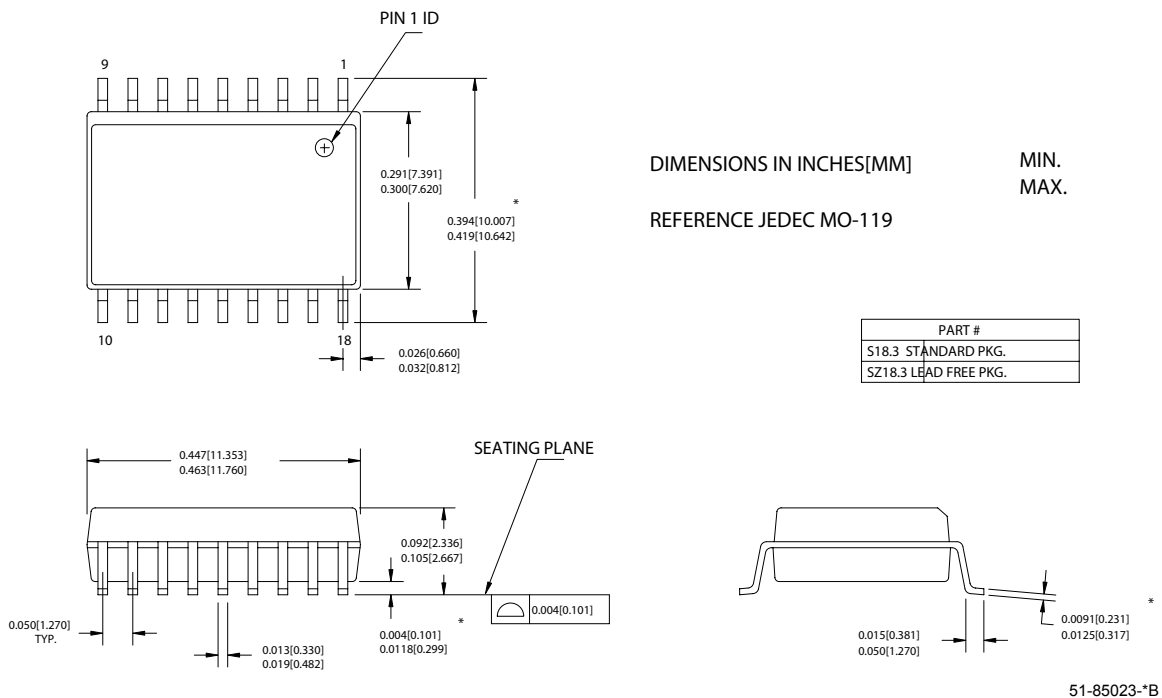 PIN 1 ID
9
1
0.291[7.391]
0.300[7.620]
*
0.394[10.007]
0.419[10.642]
DIMENSIONS IN INCHES[MM]
MIN.
MAX.
REFERENCE JEDEC MO-119
10
18
0.026[0.660]
0.032[0.812]
PART #
S18.3 STANDARD PKG.
SZ18.3 LEAD FREE PKG.
0.447[11.353]
0.463[11.760]
SEATING PLANE
0.092[2.336]
0.105[2.667]
0.004[0.101]
0.050[1.270]
TYP.
0.013[0.330]
0.019[0.482]
*
0.004[0.101]
0.0118[0.299]
0.015[0.381]
0.050[1.270]
*
0.0091[0.231]
0.0125[0.317]
51-85023-*B